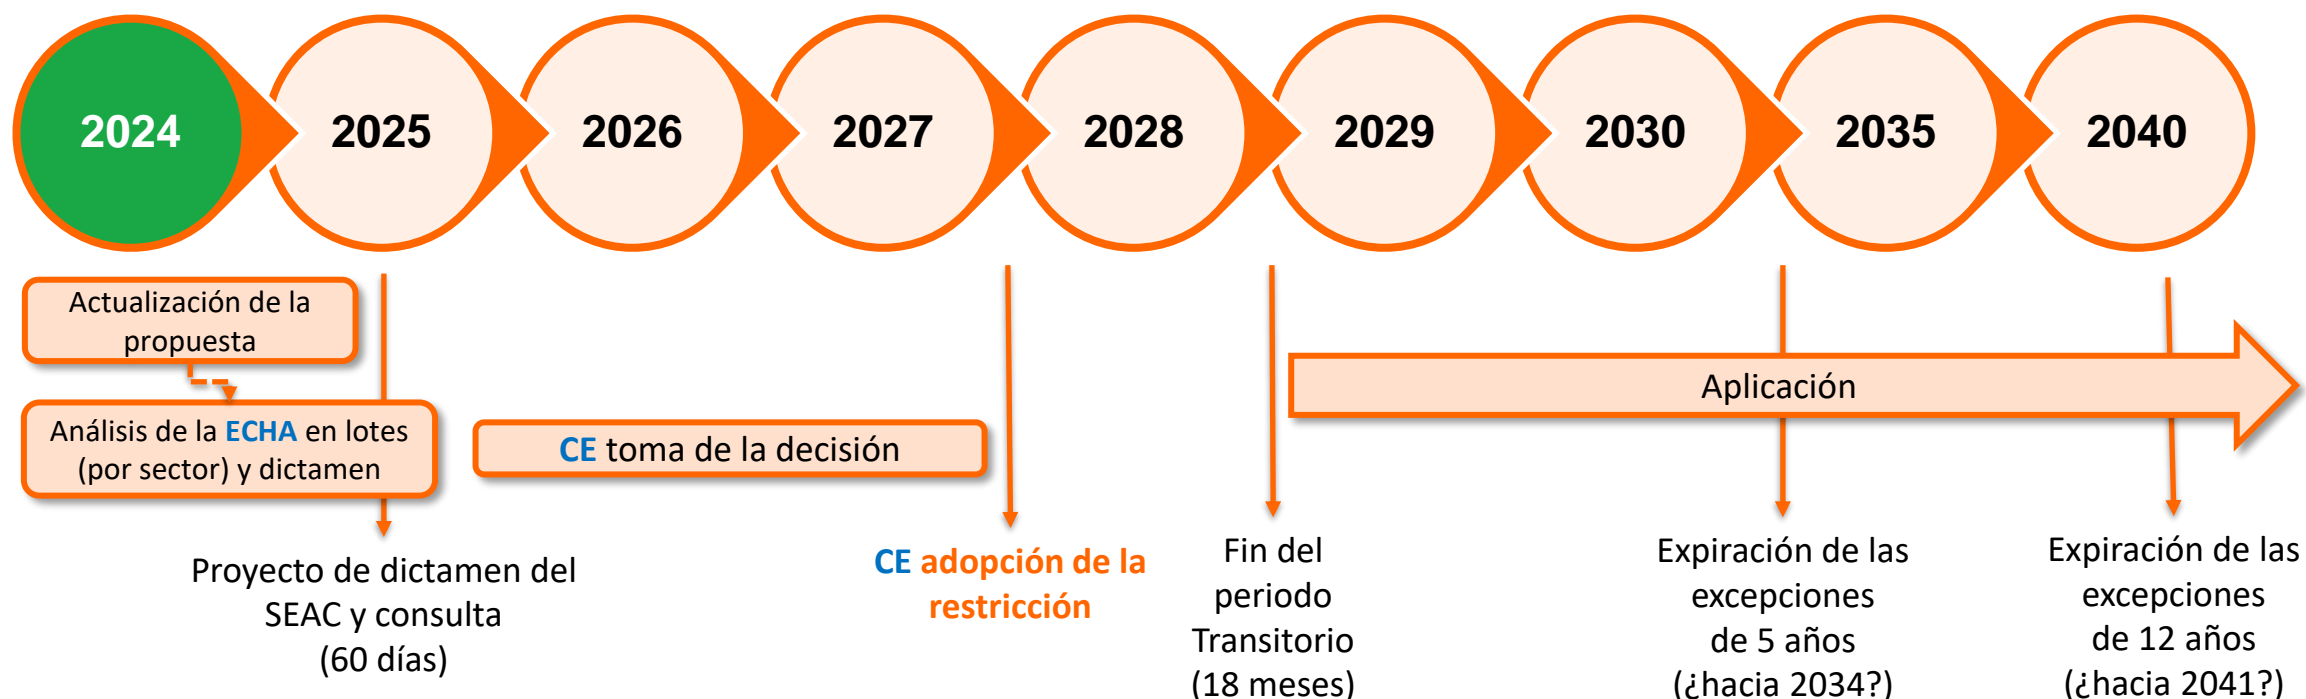 2024
2025
2026
2027
2028
2029
2030
2035
2040
Actualización de la
propuesta
Análisis de la ECHA en lotes
(por sector) y dictamen
CE toma de la decisión
Aplicación
Proyecto de dictamen del
SEAC y consulta
(60 días)
CE adopción de la
restricción
Fin del
periodo
Transitorio
(18 meses)
Expiración de las
excepciones
de 5 años
(¿hacia 2034?)
Expiración de las
excepciones
de 12 años
(¿hacia 2041?)